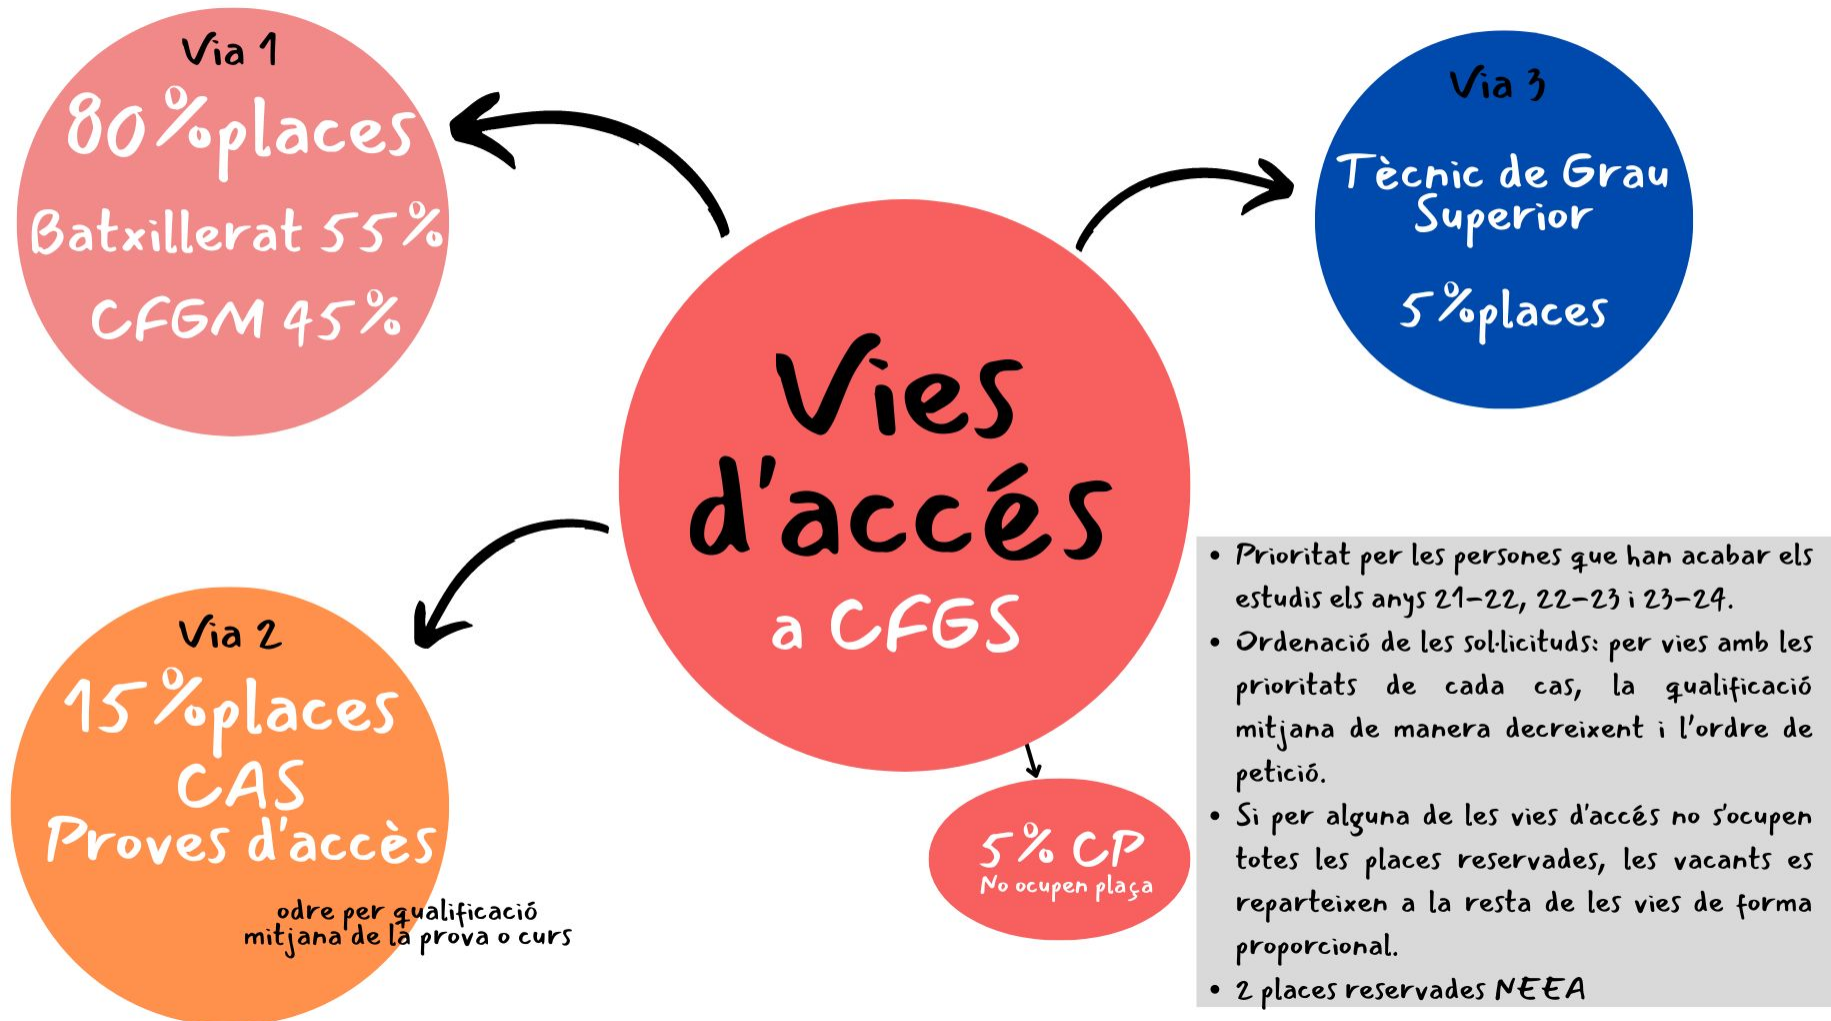 Via 1
80%places
Batxillerat 55%
CFGM 45%
Via 3
Tècnic de Grau
Superior
5%places
Vies
d'accés
a CFGS
Via 2
15%places
CAS
Proves d'accès
odre per qualificació
mitjana de la prova o curs
5% CP
No ocupen plaça
• Prioritat per les persones que han acabar els
estudis els anys 21-22, 22-23 i 23-24.
• Ordenació de les sol·licituds: per vies amb les
prioritats de cada cas, la qualificació
mitjana de manera decreixent i l'ordre de
petició.
• Si per alguna de les vies d'accés no s'ocupen
totes les places reservades, les vacants es
reparteixen a la resta de les vies de forma
proporcional.
• 2 places reservades NEEA